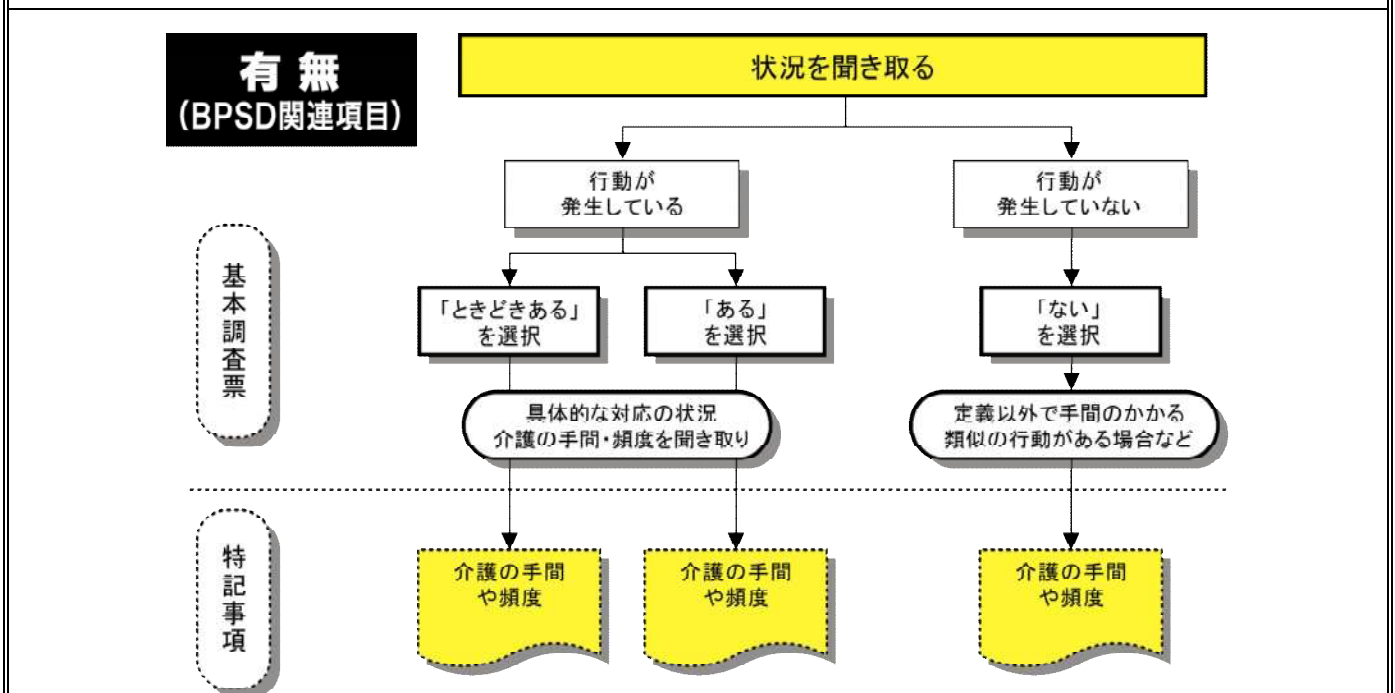 有無
（BPSD関連項目）
状況を聞き取る
行動が
発生している
行動が
発生していない
基本調査票
「ときどきある」
を選択
「ある」
を選択
「ない」
を選択
具体的な対応の状況
介護の手間・頻度を聞き取り
定義以外で手間のかかる
類似の行動がある場合など
特記事項
介護の手間
や頻度
介護の手間
や頻度
介護の手間
や頻度